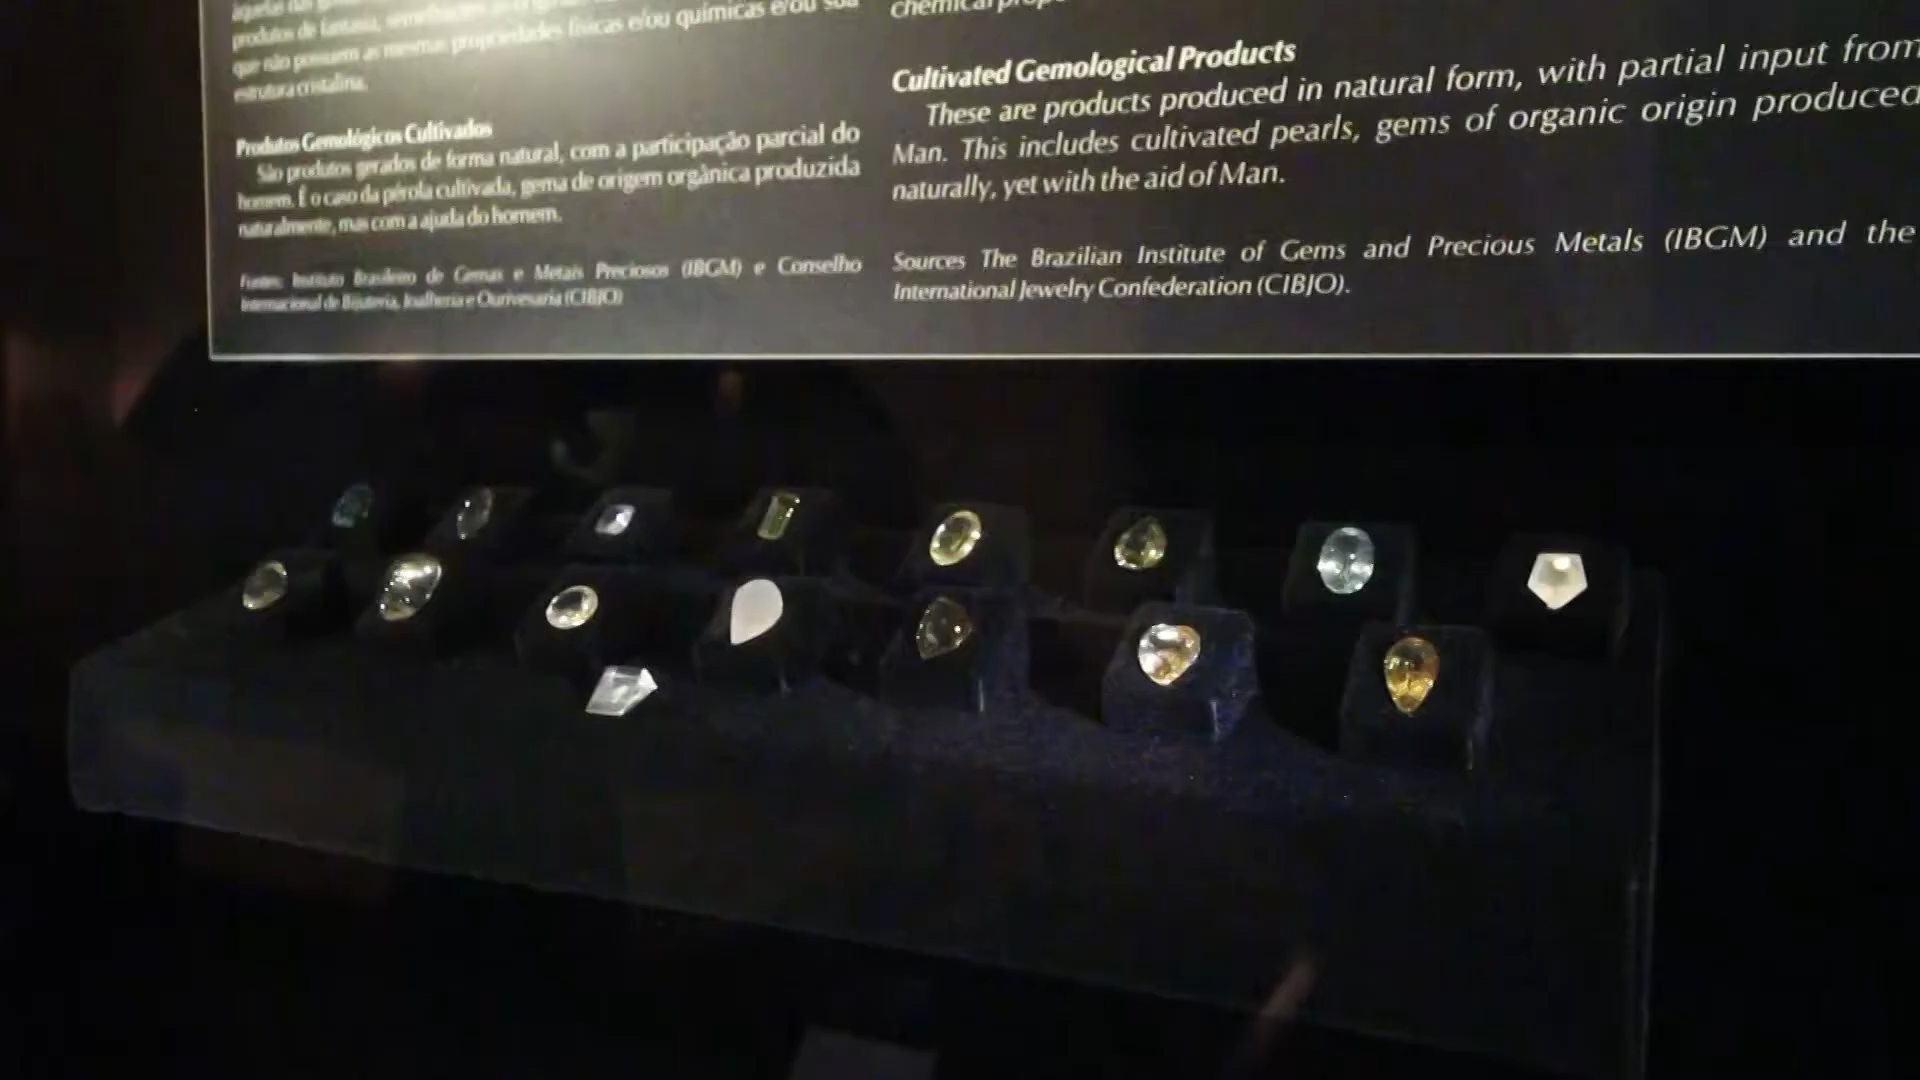 produtos de fantasia,
que não possuem as mesmas propriedades físicas e/ou químicas e/ou sua
estrutura cristalina.
Produtos Gemológicos Cultivados
São produtos gerados de forma natural, com a participação parcial do
homem. É o caso da pérola cultivada, gema de origem orgânica produzida
naturalmente, mas com a ajuda do homem.
Fontes: Instituto Brasileiro de Gemas e Metais Preciosos (IBGM) e Conselho
Internacional de Bijuteria, Joalheria e Ourivesaria (CIBJO)
Cultivated Gemological Products
These are products produced in natural form, with partial input from
Man. This includes cultivated pearls, gems of organic origin produced
naturally, yet with the aid of Man.
Sources The Brazilian Institute of Gems and Precious Metals (IBGM) and the
International Jewelry Confederation (CIBJO).